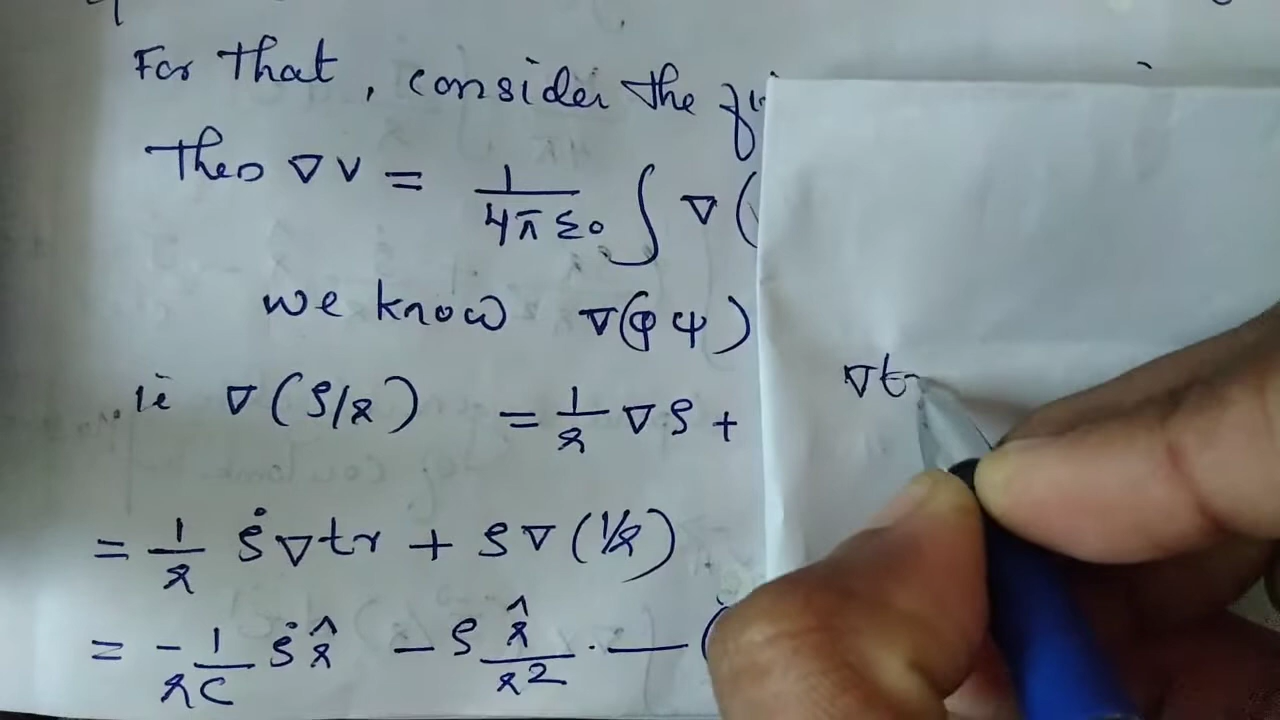 For that, consider the
Then ∇V = 1/4πε0 ∫ ∇(
we know ∇(φψ)
ie ∇(ρ/r) = 1/r ∇ρ +
∇t
= 1/r ρ̇∇tr + ρ∇(1/r)
= -1/rc ρ̇r̂ - ρ r̂/r2 . — (